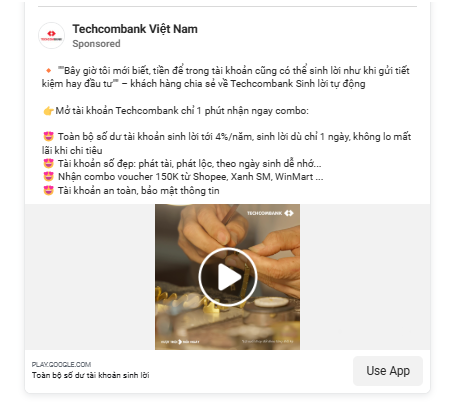 Techcombank Việt Nam
Sponsored
🔸 ""Bây giờ tôi mới biết, tiền để trong tài khoản cũng có thể sinh lời như khi gửi tiết
kiệm hay đầu tư"" – khách hàng chia sẻ về Techcombank Sinh lời tự động
👉Mở tài khoản Techcombank chỉ 1 phút nhận ngay combo:
😍 Toàn bộ số dư tài khoản sinh lời tới 4%/năm, sinh lời dù chỉ 1 ngày, không lo mất
lãi khi chi tiêu
😍 Tài khoản số đẹp: phát tài, phát lộc, theo ngày sinh dễ nhớ...
😍 Nhận combo voucher 150K từ Shopee, Xanh SM, WinMart ...
😍 Tài khoản an toàn, bảo mật thông tin
TECHCOMBANK
PLAY.GOOGLE.COM
Toàn bộ số dư tài khoản sinh lời
Use App